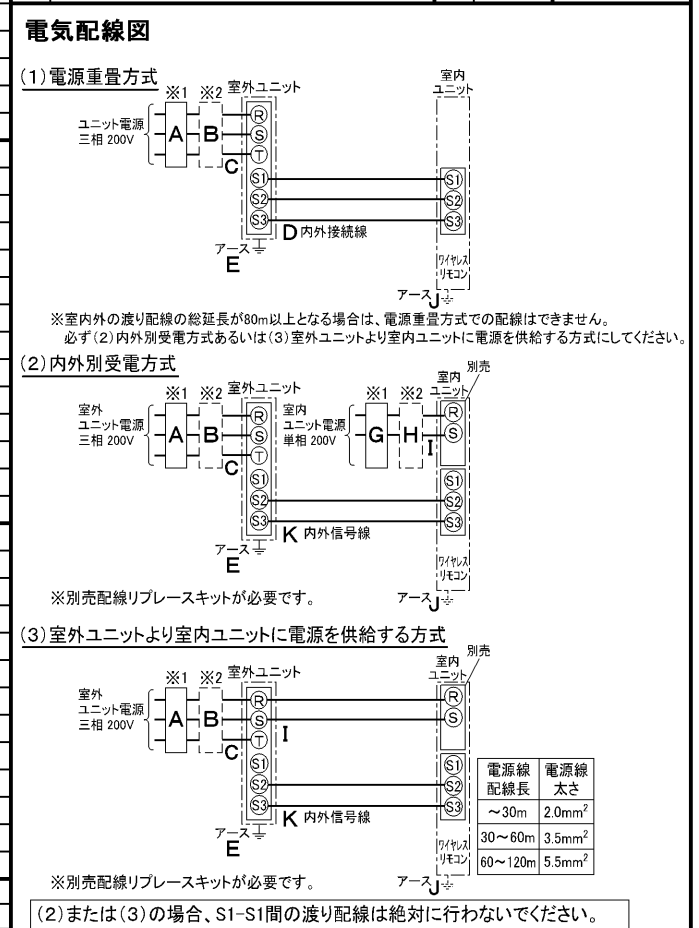 電気配線図
(1)電源重畳方式
※1 ※2 室外ユニット
室内
ユニット
ユニット電源
三相 200V
A B
C
R
S
T
S1
S2
S3
S1
S2
S3
D 内外接続線
アース
E
ワイヤレス
リモコン
アース J
※室内外の渡り配線の総延長が80m以上となる場合は、電源重畳方式での配線はできません。
必ず(2)内外別受電方式あるいは(3)室外ユニットより室内ユニットに電源を供給する方式にしてください。
(2)内外別受電方式
※1 ※2 室外ユニット
室外
ユニット電源
三相 200V
A B
C
R
S
T
S1
S2
S3
※1 ※2
室内
ユニット電源
単相 200V
G H
I
室内
ユニット
別売
R
S
S1
S2
S3
K 内外信号線
アース
E
ワイヤレス
リモコン
アース J
※別売配線リプレースキットが必要です。
(3)室外ユニットより室内ユニットに電源を供給する方式
※1 ※2 室外ユニット
室外
ユニット電源
三相 200V
A B
C
R
S
T
S1
S2
S3
I
室内
ユニット
別売
R
S
S1
S2
S3
K 内外信号線
アース
E
ワイヤレス
リモコン
アース J
電源線配線長 電源線太さ
～30m 2.0mm²
30～60m 3.5mm²
60～120m 5.5mm²
※別売配線リプレースキットが必要です。
(2)または(3)の場合、S1-S1間の渡り配線は絶対に行わないでください。